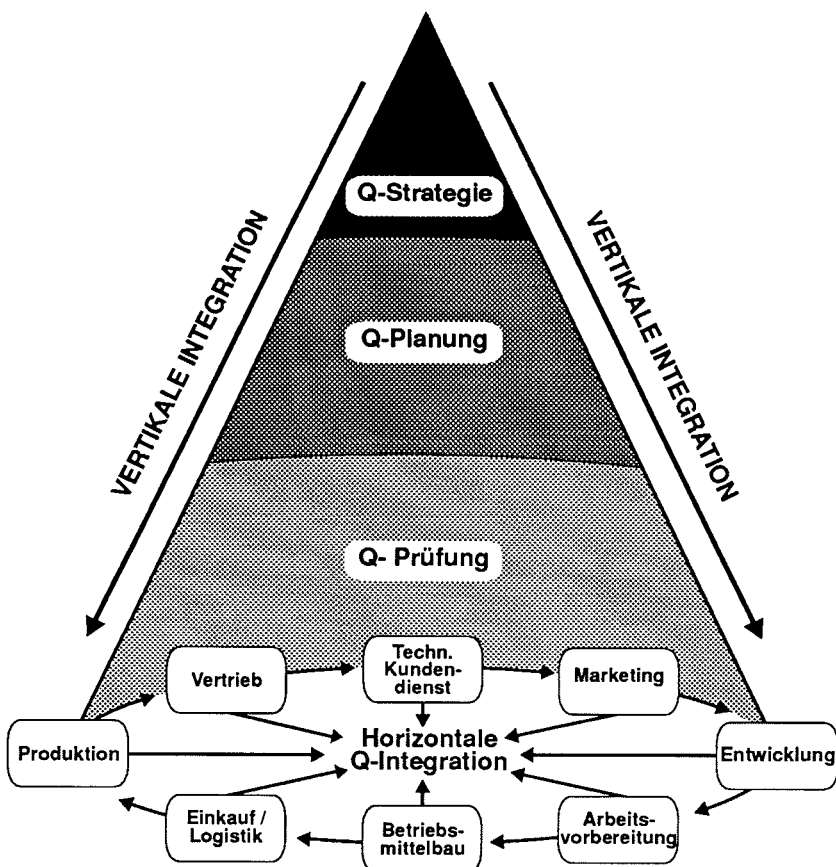 Q-Strategie
VERTIKALE INTEGRATION
VERTIKALE INTEGRATION
Q-Planung
Q- Prüfung
Techn.
Kunden-
dienst
Vertrieb
Marketing
Produktion
Horizontale
Q-Integration
Entwicklung
Einkauf /
Logistik
Betriebs-
mittelbau
Arbeits-
vorbereitung